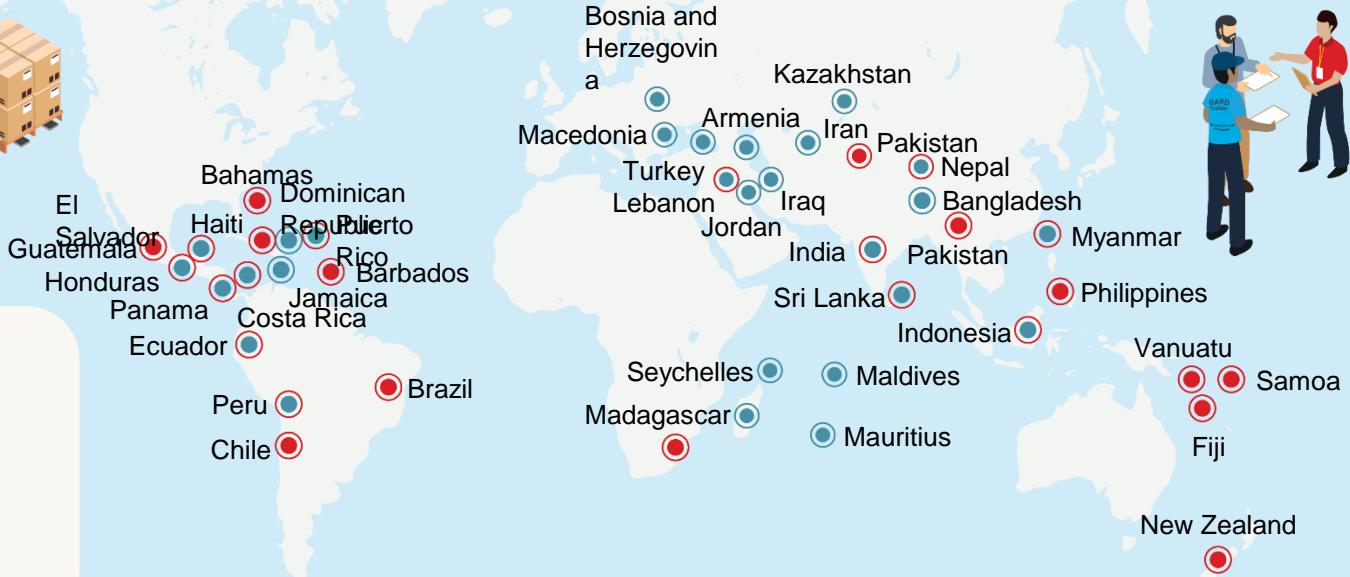 Bosnia and
Herzegovin
a
Kazakhstan
Armenia
Macedonia
Iran
Pakistan
Nepal
Turkey
Lebanon
Iraq
Jordan
Bangladesh
Bahamas
Dominican
Republic
El
Salvador
Haiti
Puerto
Rico
Guatemala
Honduras
Barbados
Panama
Jamaica
Costa Rica
Ecuador
India
Pakistan
Myanmar
Sri Lanka
Philippines
Indonesia
Vanuatu
Seychelles
Maldives
Samoa
Peru
Brazil
Madagascar
Mauritius
Chile
Fiji
New Zealand
GARD